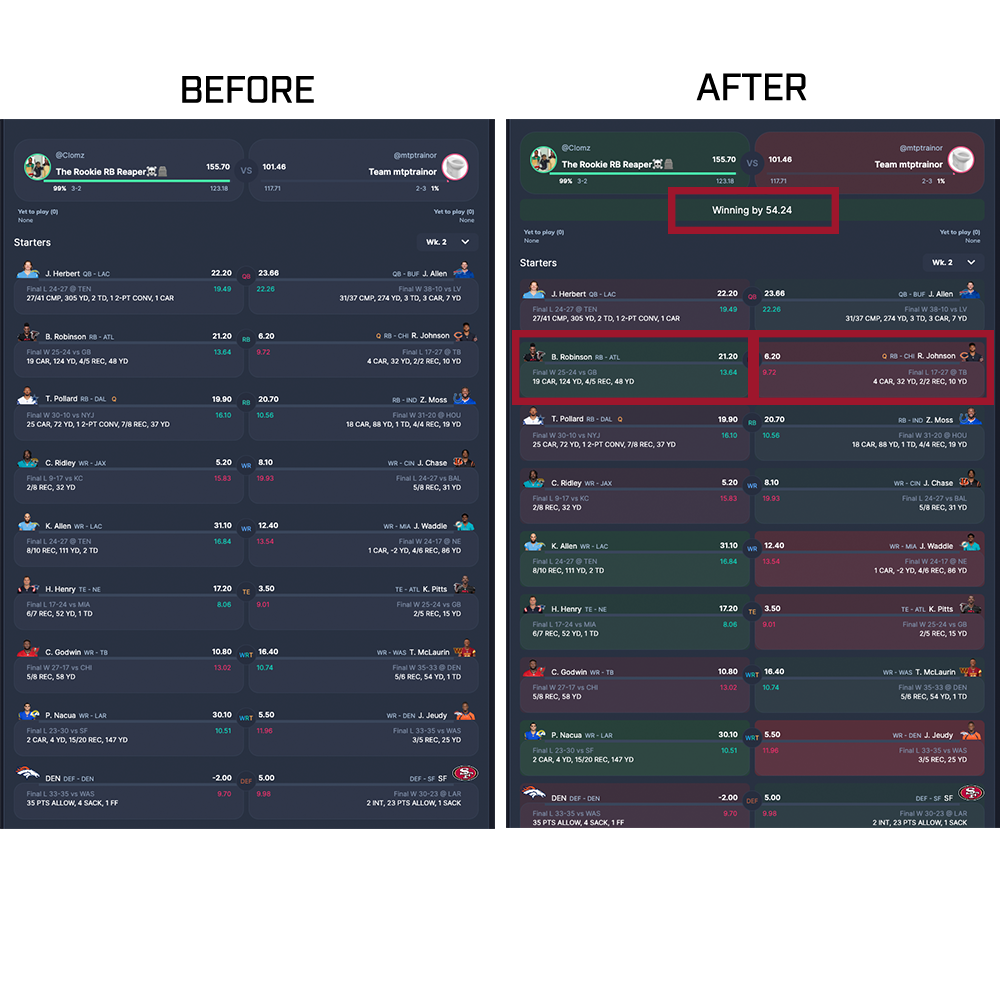 BEFORE
@Clomz
@mtptrainor
The Rookie RB Reaper☠️🪦 155.70 VS 101.46 Team mtptrainor
99% 3-2 123.18 117.71 2-3 1%
Yet to play (0) Yet to play (0)
None None
Starters Wk. 2
J. Herbert QB - LAC 22.20 QB 23.66 QB - BUF J. Allen
Final L 24-27 @ TEN 19.49 22.26 Final W 38-10 vs LV
27/41 CMP, 305 YD, 2 TD, 1 2-PT CONV, 1 CAR 31/37 CMP, 274 YD, 3 TD, 3 CAR, 7 YD
B. Robinson RB - ATL 21.20 RB 6.20 Q RB - CHI R. Johnson
Final W 25-24 vs GB 13.64 9.72 Final L 17-27 @ TB
19 CAR, 124 YD, 4/5 REC, 48 YD 4 CAR, 32 YD, 2/2 REC, 10 YD
T. Pollard RB - DAL Q 19.90 RB 20.70 RB - IND Z. Moss
Final W 30-10 vs NYJ 16.10 10.56 Final W 31-20 @ HOU
25 CAR, 72 YD, 1 2-PT CONV, 7/8 REC, 37 YD 18 CAR, 88 YD, 1 TD, 4/4 REC, 19 YD
C. Ridley WR - JAX 5.20 WR 8.10 WR - CIN J. Chase
Final L 9-17 vs KC 15.83 19.93 Final L 24-27 vs BAL
2/8 REC, 32 YD 5/8 REC, 31 YD
K. Allen WR - LAC 31.10 WR 12.40 WR - MIA J. Waddle
Final L 24-27 @ TEN 16.84 13.54 Final W 24-17 @ NE
8/10 REC, 111 YD, 2 TD 1 CAR, -2 YD, 4/6 REC, 86 YD
H. Henry TE - NE 17.20 TE 3.50 TE - ATL K. Pitts
Final L 17-24 vs MIA 8.06 9.01 Final W 25-24 vs GB
6/7 REC, 52 YD, 1 TD 2/5 REC, 15 YD
C. Godwin WR - TB 10.80 WRT 16.40 WR - WAS T. McLaurin
Final W 27-17 vs CHI 13.02 10.74 Final W 35-33 @ DEN
5/8 REC, 58 YD 5/6 REC, 54 YD, 1 TD
P. Nacua WR - LAR 30.10 WRT 5.50 WR - DEN J. Jeudy
Final L 23-30 vs SF 10.51 11.96 Final L 33-35 vs WAS
2 CAR, 4 YD, 15/20 REC, 147 YD 3/5 REC, 25 YD
DEN DEF - DEN -2.00 DEF 5.00 DEF - SF SF
Final L 33-35 vs WAS 9.70 9.98 Final W 30-23 @ LAR
35 PTS ALLOW, 4 SACK, 1 FF 2 INT, 23 PTS ALLOW, 1 SACK
AFTER
@Clomz
@mtptrainor
The Rookie RB Reaper☠️🪦 155.70 VS 101.46 Team mtptrainor
99% 3-2 123.18 117.71 2-3 1%
Winning by 54.24
Yet to play (0) Yet to play (0)
None None
Starters Wk. 2
J. Herbert QB - LAC 22.20 QB 23.66 QB - BUF J. Allen
Final L 24-27 @ TEN 19.49 22.26 Final W 38-10 vs LV
27/41 CMP, 305 YD, 2 TD, 1 2-PT CONV, 1 CAR 31/37 CMP, 274 YD, 3 TD, 3 CAR, 7 YD
B. Robinson RB - ATL 21.20 6.20 Q RB - CHI R. Johnson
Final W 25-24 vs GB 13.64 9.72 Final L 17-27 @ TB
19 CAR, 124 YD, 4/5 REC, 48 YD 4 CAR, 32 YD, 2/2 REC, 10 YD
T. Pollard RB - DAL Q 19.90 RB 20.70 RB - IND Z. Moss
Final W 30-10 vs NYJ 16.10 10.56 Final W 31-20 @ HOU
25 CAR, 72 YD, 1 2-PT CONV, 7/8 REC, 37 YD 18 CAR, 88 YD, 1 TD, 4/4 REC, 19 YD
C. Ridley WR - JAX 5.20 WR 8.10 WR - CIN J. Chase
Final L 9-17 vs KC 15.83 19.93 Final L 24-27 vs BAL
2/8 REC, 32 YD 5/8 REC, 31 YD
K. Allen WR - LAC 31.10 WR 12.40 WR - MIA J. Waddle
Final L 24-27 @ TEN 16.84 13.54 Final W 24-17 @ NE
8/10 REC, 111 YD, 2 TD 1 CAR, -2 YD, 4/6 REC, 86 YD
H. Henry TE - NE 17.20 TE 3.50 TE - ATL K. Pitts
Final L 17-24 vs MIA 8.06 9.01 Final W 25-24 vs GB
6/7 REC, 52 YD, 1 TD 2/5 REC, 15 YD
C. Godwin WR - TB 10.80 WRT 16.40 WR - WAS T. McLaurin
Final W 27-17 vs CHI 13.02 10.74 Final W 35-33 @ DEN
5/8 REC, 58 YD 5/6 REC, 54 YD, 1 TD
P. Nacua WR - LAR 30.10 WRT 5.50 WR - DEN J. Jeudy
Final L 23-30 vs SF 10.51 11.96 Final L 33-35 vs WAS
2 CAR, 4 YD, 15/20 REC, 147 YD 3/5 REC, 25 YD
DEN DEF - DEN -2.00 DEF 5.00 DEF - SF SF
Final L 33-35 vs WAS 9.70 9.98 Final W 30-23 @ LAR
35 PTS ALLOW, 4 SACK, 1 FF 2 INT, 23 PTS ALLOW, 1 SACK